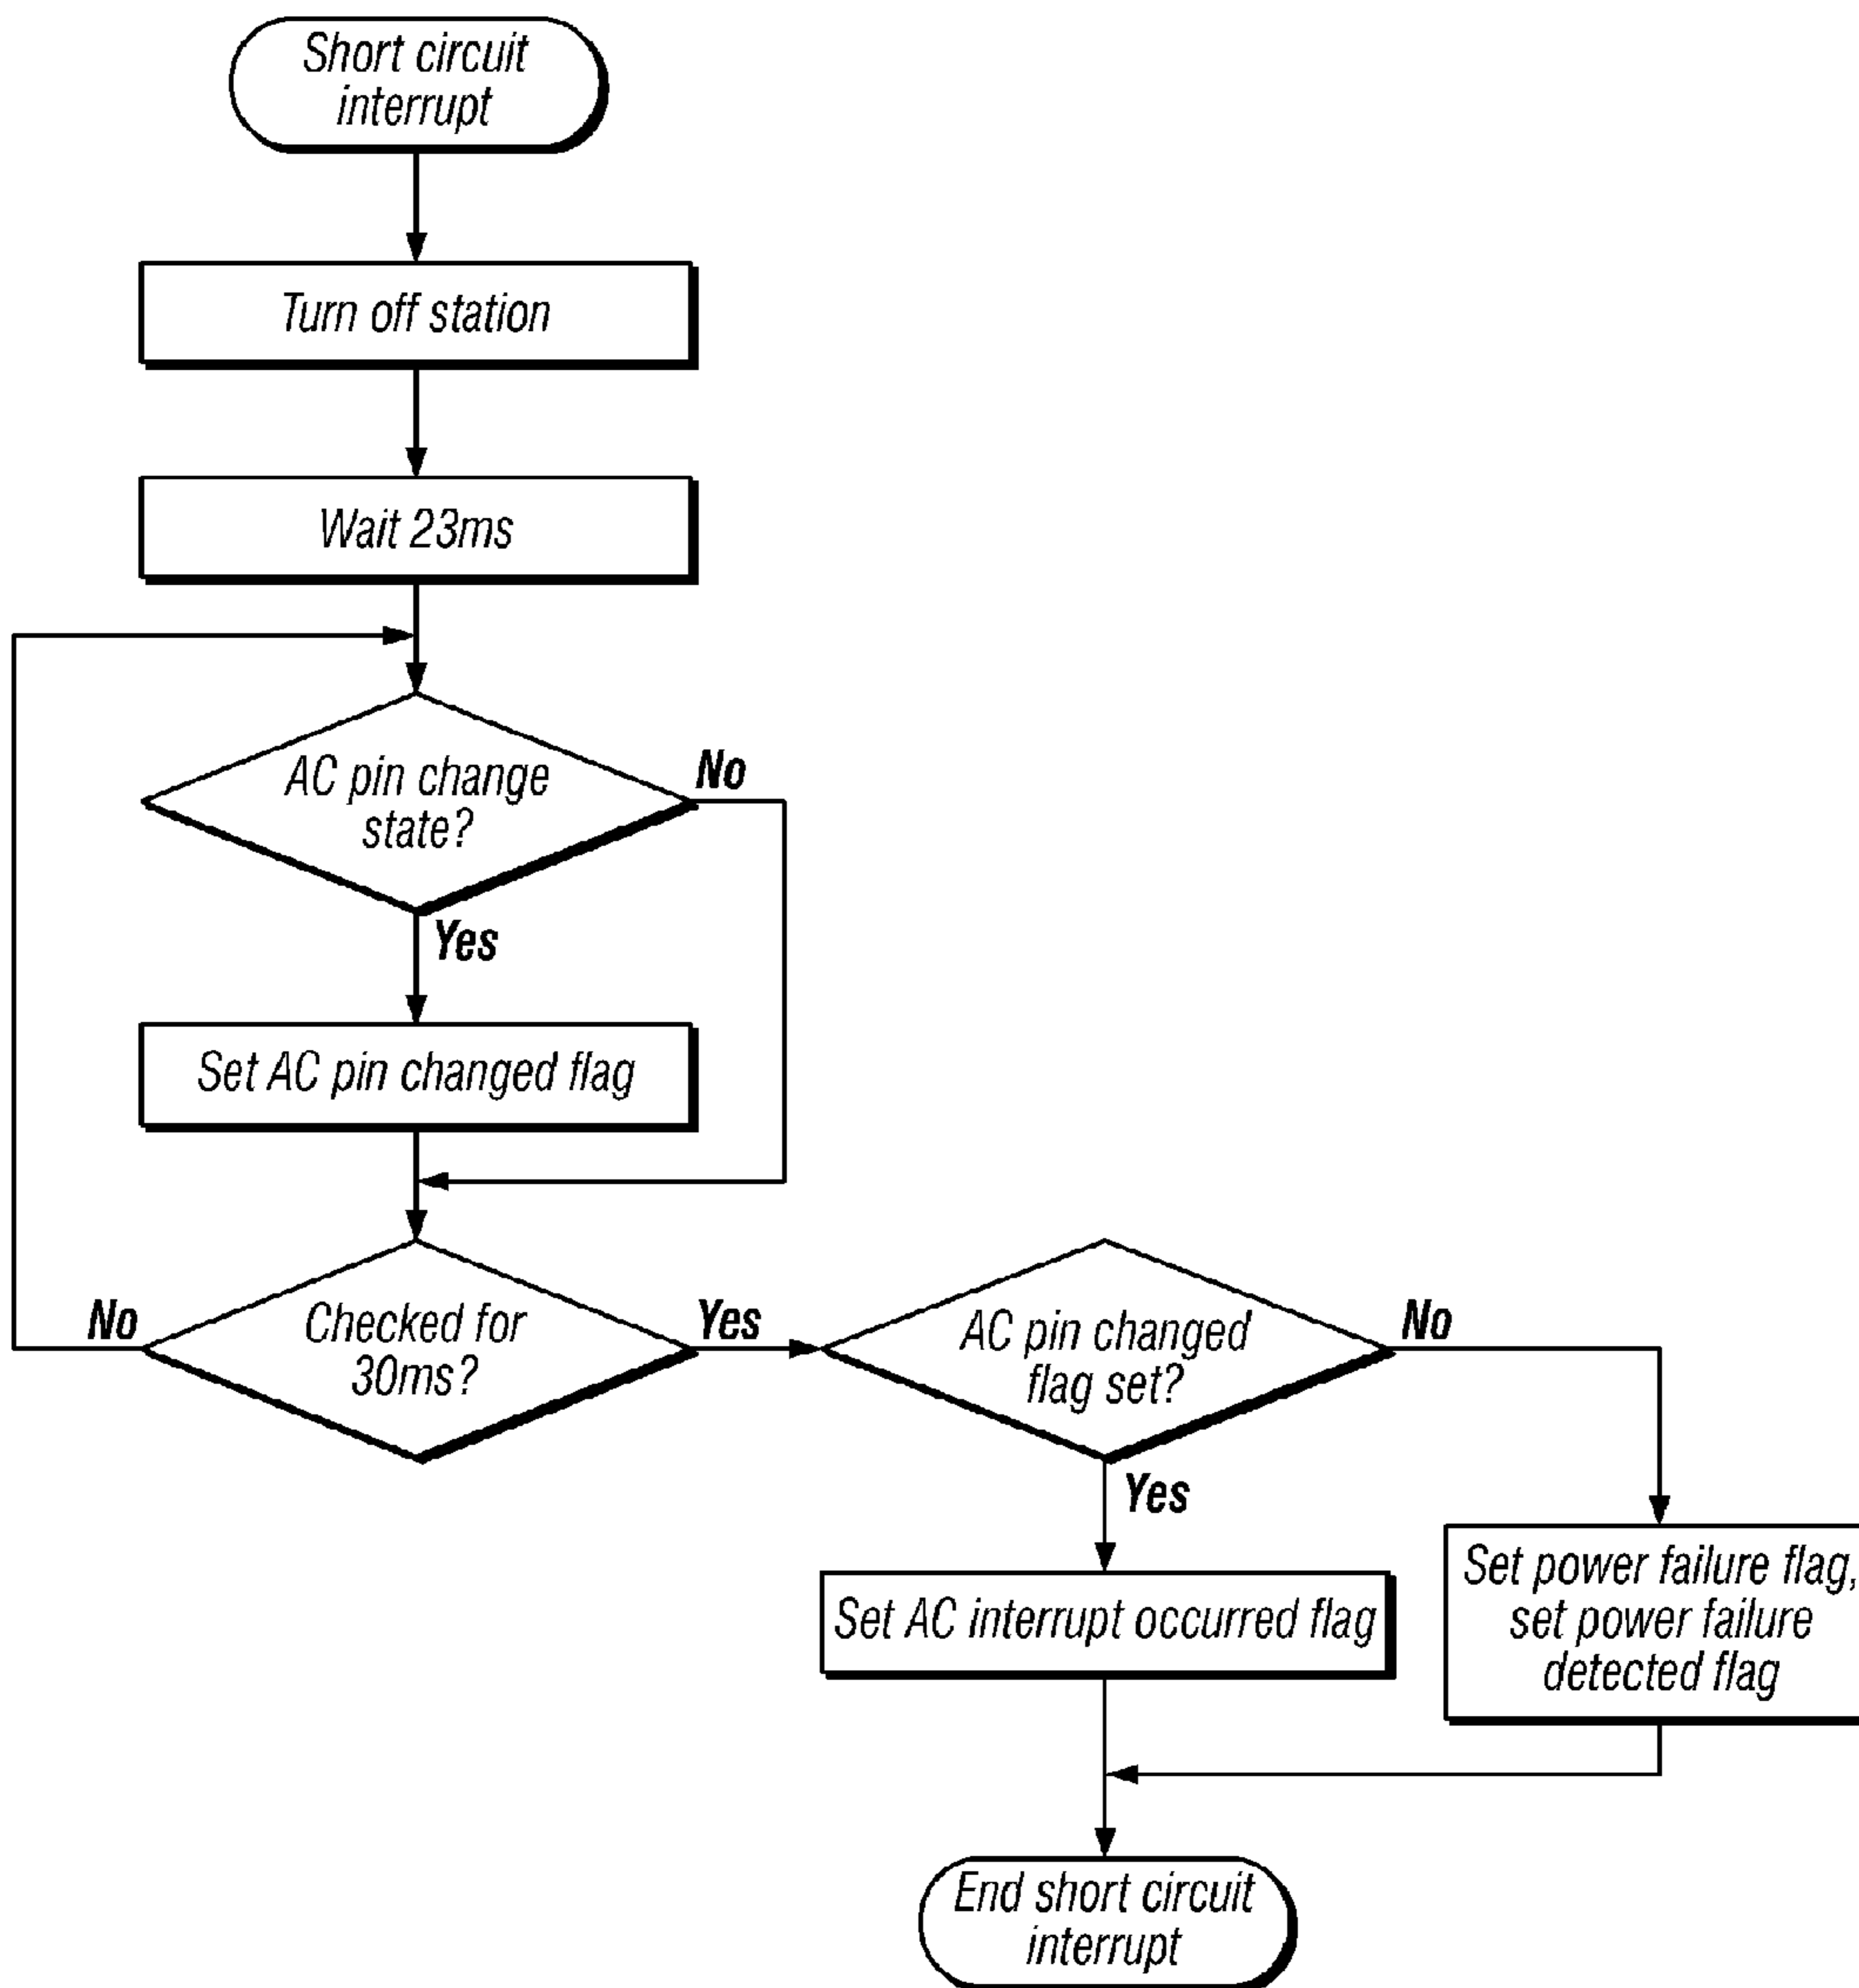 Short circuit
interrupt
Turn off station
Wait 23ms
AC pin change
state?
No
Yes
Set AC pin changed flag
No
Checked for
30ms?
Yes
AC pin changed
flag set?
No
Yes
Set AC interrupt occurred flag
Set power failure flag,
set power failure
detected flag
End short circuit
interrupt